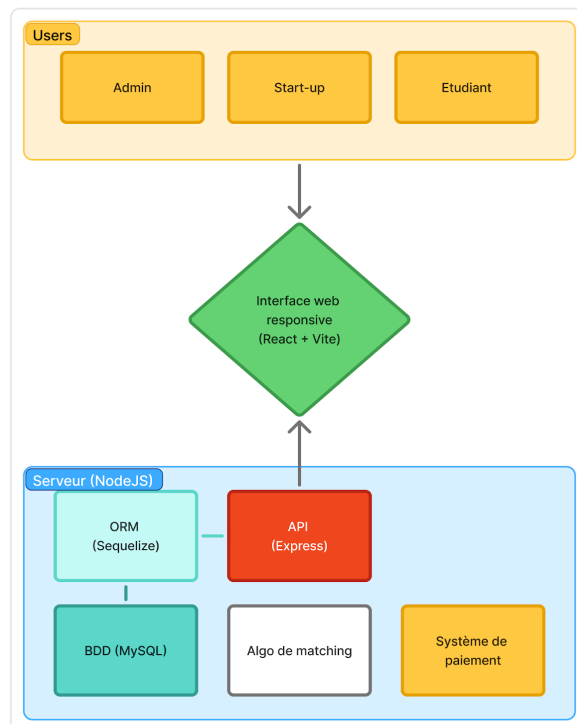 Users
Admin
Start-up
Etudiant
Interface web
responsive
(React + Vite)
Serveur (NodeJS)
ORM
(Sequelize)
API
(Express)
BDD (MySQL)
Algo de matching
Système de
paiement